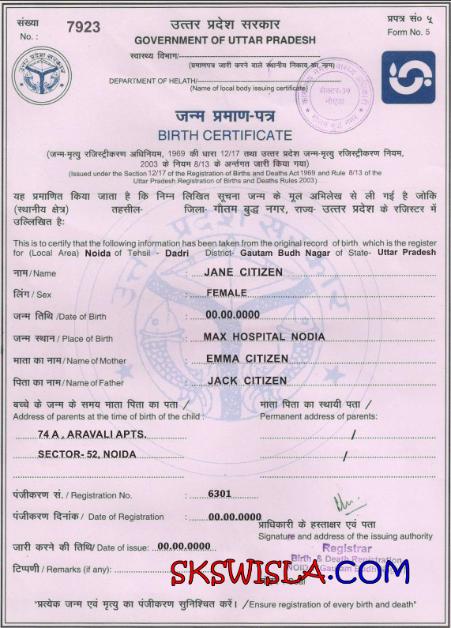 संख्या
No. :
7923
उत्तर प्रदेश सरकार
GOVERNMENT OF UTTAR PRADESH
प्रपत्र सं० ५
Form No. 5
स्वास्थ्य विभाग
(प्रमाणपत्र जारी करने वाले स्थानीय निकाय का नाम)
DEPARTMENT OF HELATH/
(Name of local body issuing certificate)
सेक्टर-39
नोएडा
जन्म प्रमाण-पत्र
BIRTH CERTIFICATE
(जन्म-मृत्यु रजिस्ट्रीकरण अधिनियम, 1969 की धारा 12/17 तथा उत्तर प्रदेश जन्म-मृत्यु रजिस्ट्रीकरण नियम,
2003 के नियम 8/13 के अन्तर्गत जारी किया गया)
(Issued under the Section 12/17 of the Registration of Births and Deaths Act 1969 and Rule 8/13 of the
Uttar Pradesh Registration of Births and Deaths Rules 2003)
यह प्रमाणित किया जाता है कि निम्न लिखित सूचना जन्म के मूल अभिलेख से ली गई है जोकि
(स्थानीय क्षेत्र) तहसील- जिला- गौतम बुद्ध नगर, राज्य- उत्तर प्रदेश के रजिस्टर में
उल्लिखित है:
This is to certify that the following information has been taken from the original record of birth which is the register
for (Local Area) Noida of Tehsil - Dadri District- Gautam Budh Nagar of State- Uttar Pradesh
नाम/Name : JANE CITIZEN
लिंग/Sex : FEMALE
जन्म तिथि/Date of Birth : 00.00.0000
जन्म स्थान/Place of Birth : MAX HOSPITAL NODIA
माता का नाम/Name of Mother : EMMA CITIZEN
पिता का नाम/Name of Father : JACK CITIZEN
बच्चे के जन्म के समय माता पिता का पता /
Address of parents at the time of birth of the child :
74 A , ARAVALI APTS.
SECTOR- 52, NOIDA
माता पिता का स्थायी पता /
Permanent address of parents:
/
/
पंजीकरण सं. / Registration No. : 6301
पंजीकरण दिनांक/ Date of Registration : 00.00.0000
प्राधिकारी के हस्ताक्षर एवं पता
Signature and address of the issuing authority
जारी करने की तिथि/ Date of issue: 00.00.0000
Registrar
Birth & Death Registration
टिप्पणी / Remarks (if any):
SKSWISLA.COM
"प्रत्येक जन्म एवं मृत्यु का पंजीकरण सुनिश्चित करें। /Ensure registration of every birth and death"